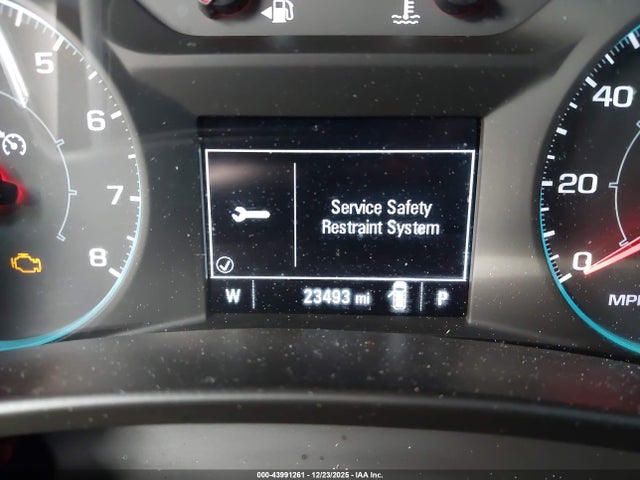 5
6
7
8
Service Safety
Restraint System
W 23493 mi P
40
20
0
MPH
000-43991261 - 12/23/2025 - IAA Inc.